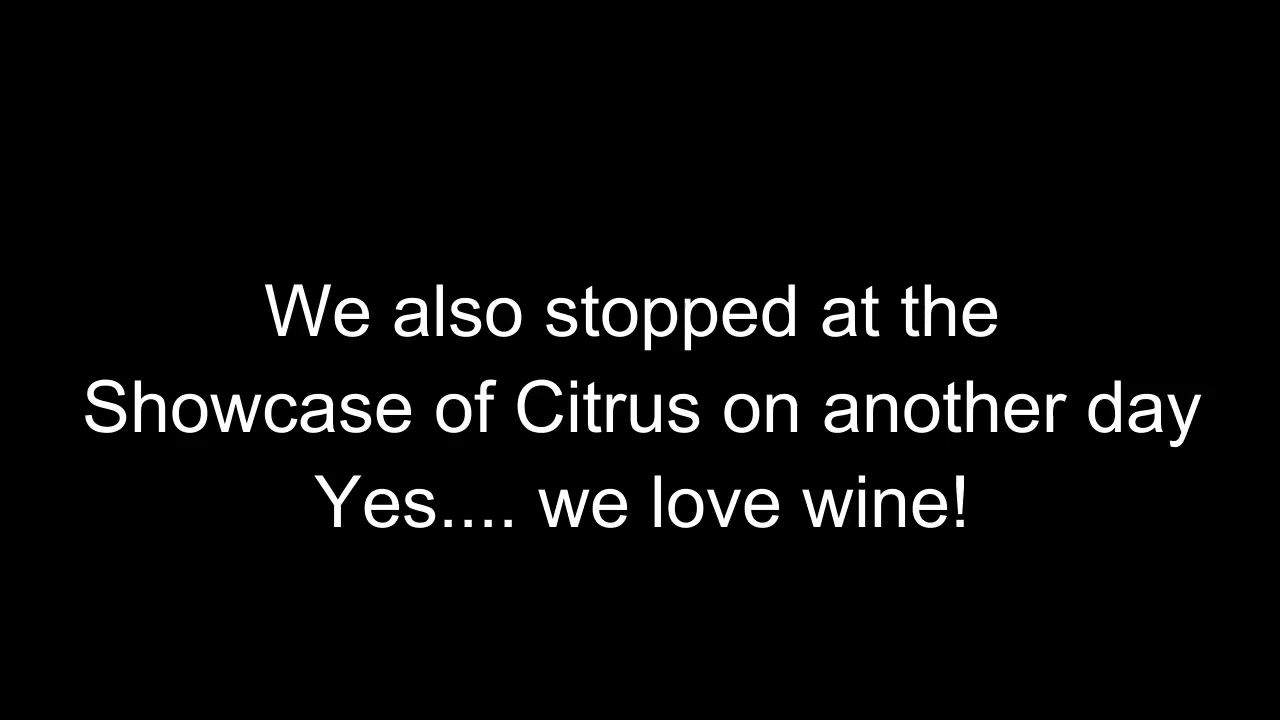 We also stopped at the
Showcase of Citrus on another day
Yes.... we love wine!